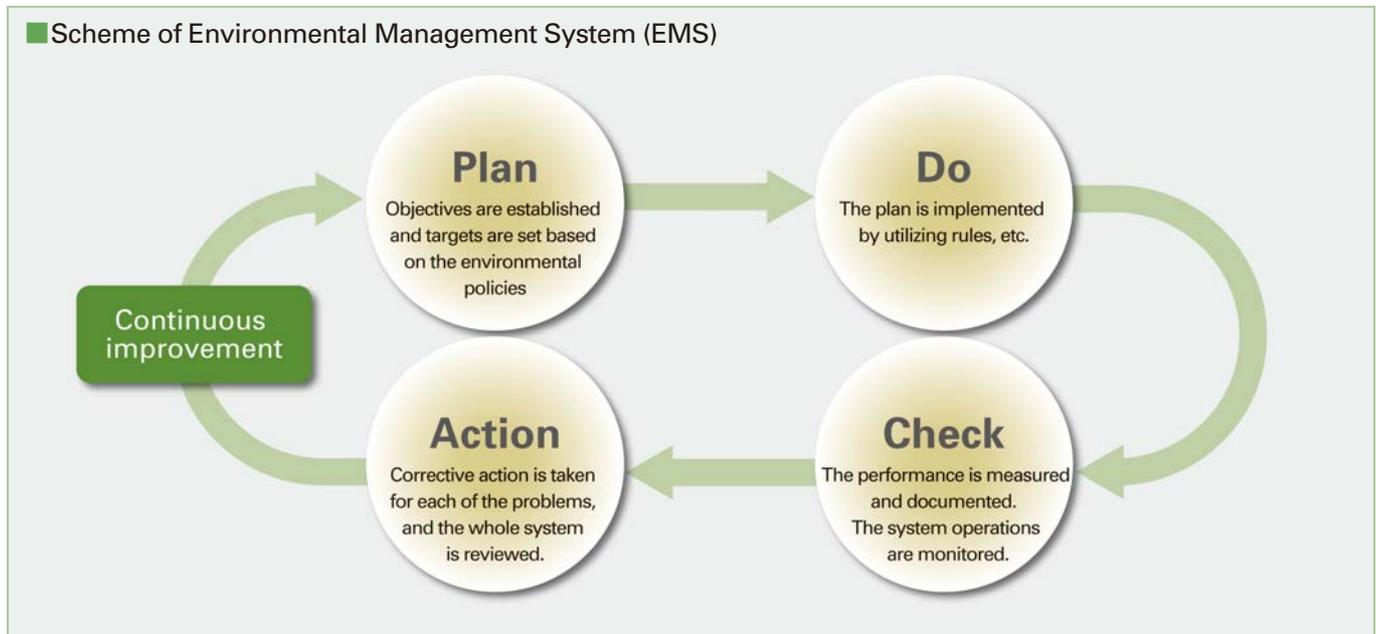 Scheme of Environmental Management System (EMS)
Plan
Objectives are established
and targets are set based
on the environmental
policies
Do
The plan is implemented
by utilizing rules, etc.
Continuous
improvement
Action
Corrective action is taken
for each of the problems,
and the whole system
is reviewed.
Check
The performance is measured
and documented.
The system operations
are monitored.